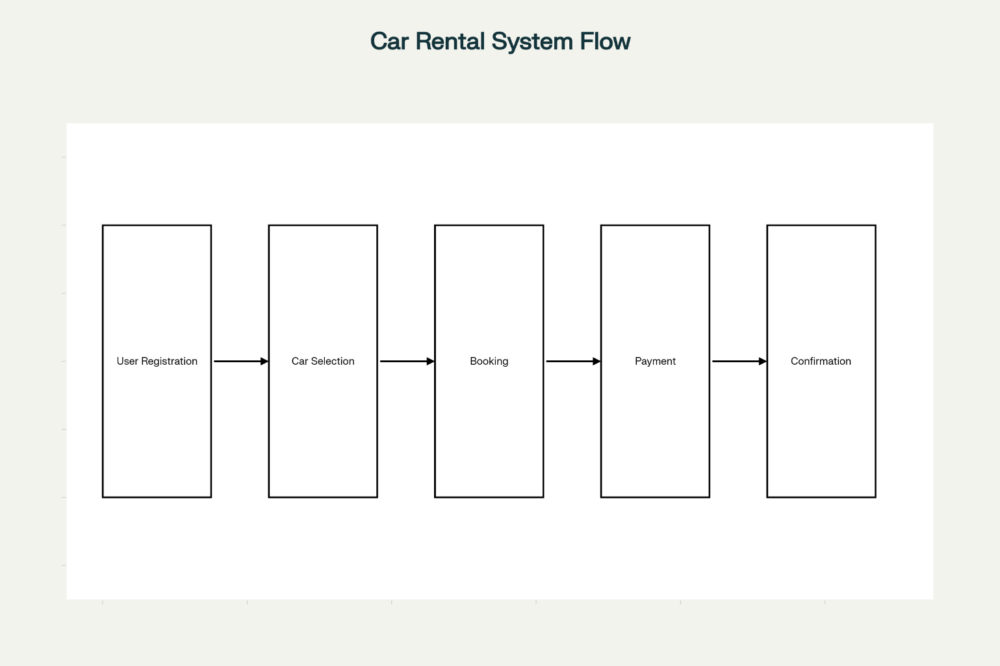 Car Rental System Flow
User Registration
Car Selection
Booking
Payment
Confirmation